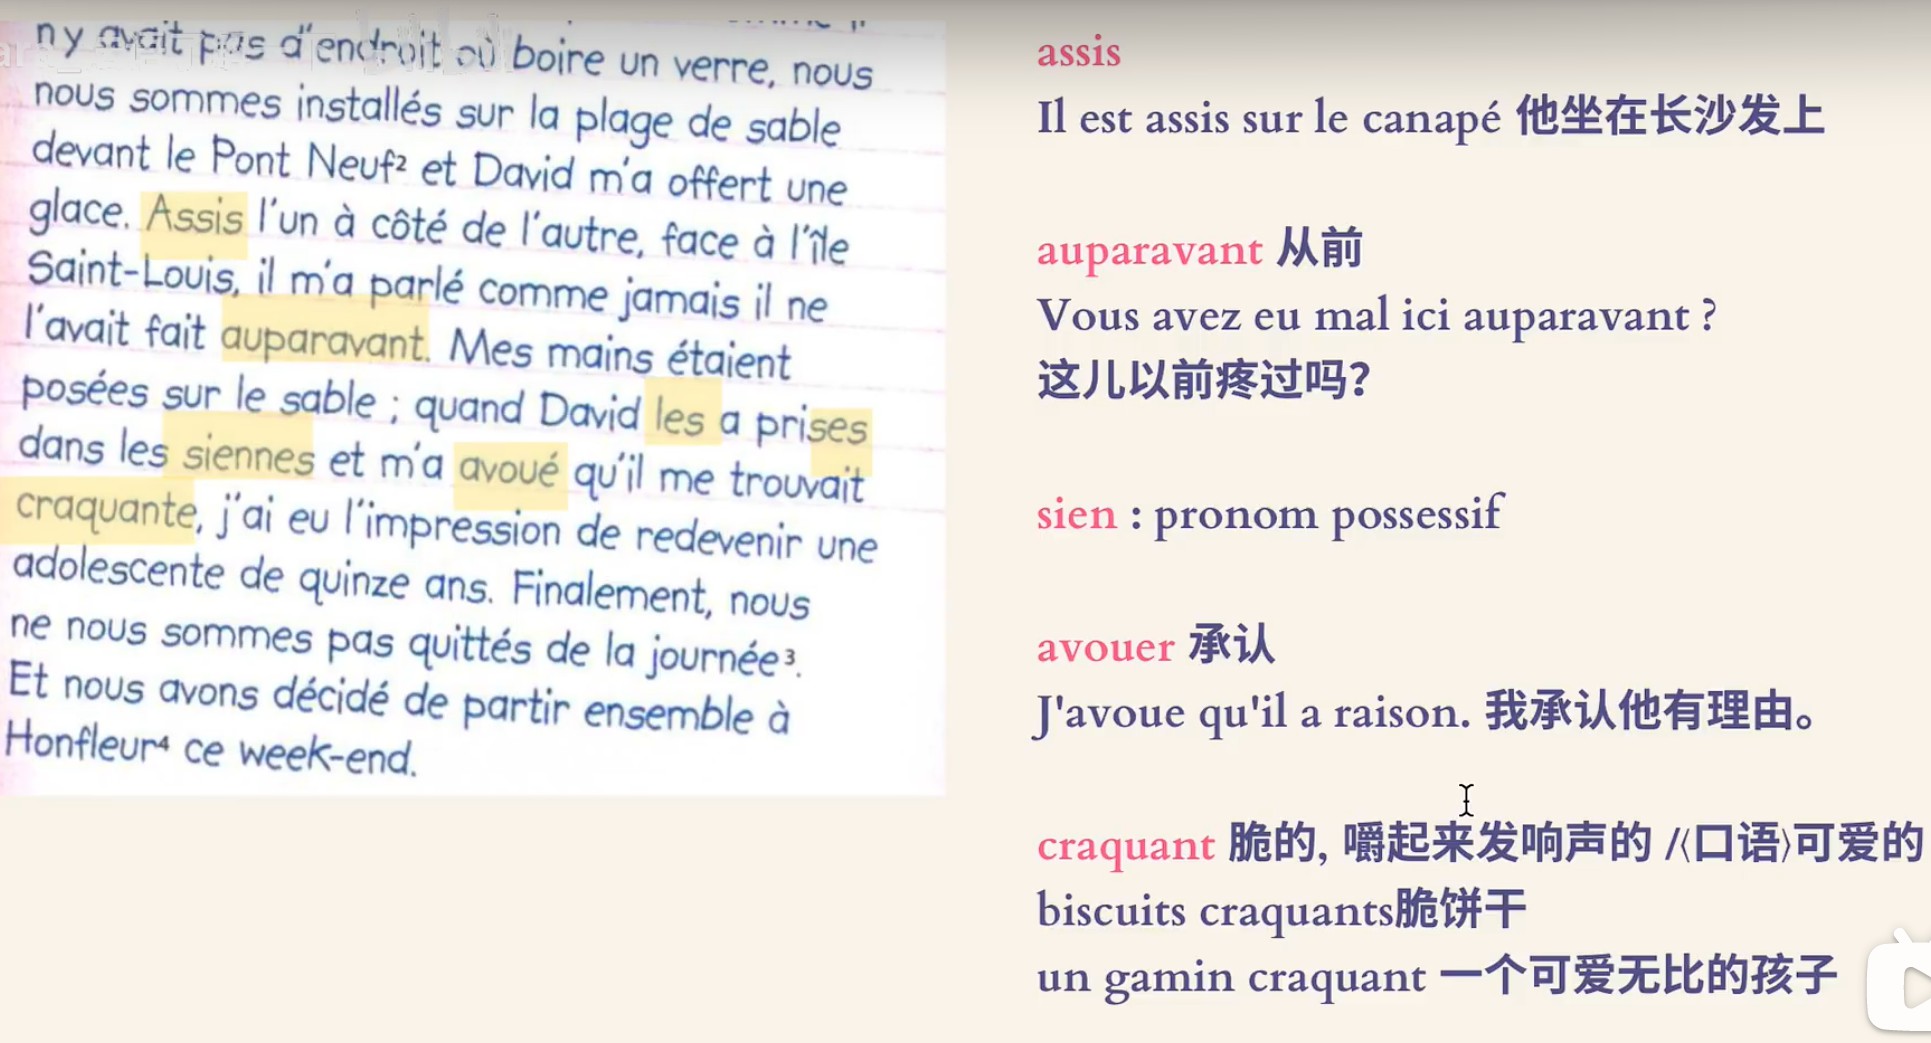 n'y avait pas d'endroit où boire un verre, nous
nous sommes installés sur la plage de sable
devant le Pont Neuf² et David m'a offert une
glace. Assis l'un à côté de l'autre, face à l'île
Saint-Louis, il m'a parlé comme jamais il ne
l'avait fait auparavant. Mes mains étaient
posées sur le sable ; quand David les a prises
dans les siennes et m'a avoué qu'il me trouvait
craquante, j'ai eu l'impression de redevenir une
adolescente de quinze ans. Finalement, nous
ne nous sommes pas quittés de la journée³.
Et nous avons décidé de partir ensemble à
Honfleur⁴ ce week-end.
assis
Il est assis sur le canapé 他坐在长沙发上
auparavant 从前
Vous avez eu mal ici auparavant ?
这儿以前疼过吗？
sien : pronom possessif
avouer 承认
J'avoue qu'il a raison. 我承认他有理由。
craquant 脆的, 嚼起来发响声的 /〈口语〉可爱的
biscuits craquants脆饼干
un gamin craquant 一个可爱无比的孩子